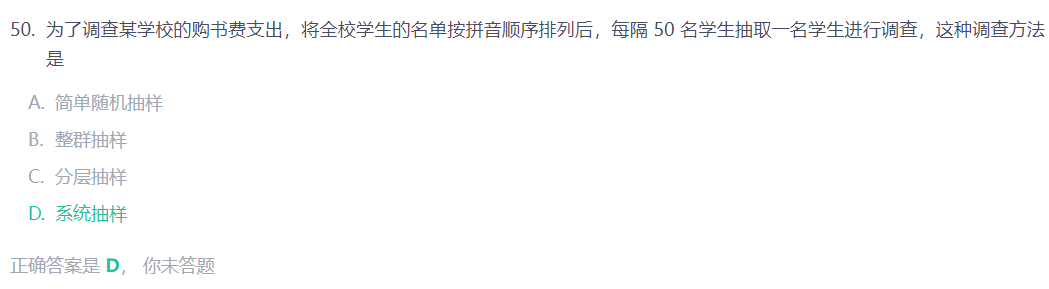 50. 为了调查某学校的购书费支出，将全校学生的名单按拼音顺序排列后，每隔 50 名学生抽取一名学生进行调查，这种调查方法
是
A. 简单随机抽样
B. 整群抽样
C. 分层抽样
D. 系统抽样
正确答案是 D， 你未答题